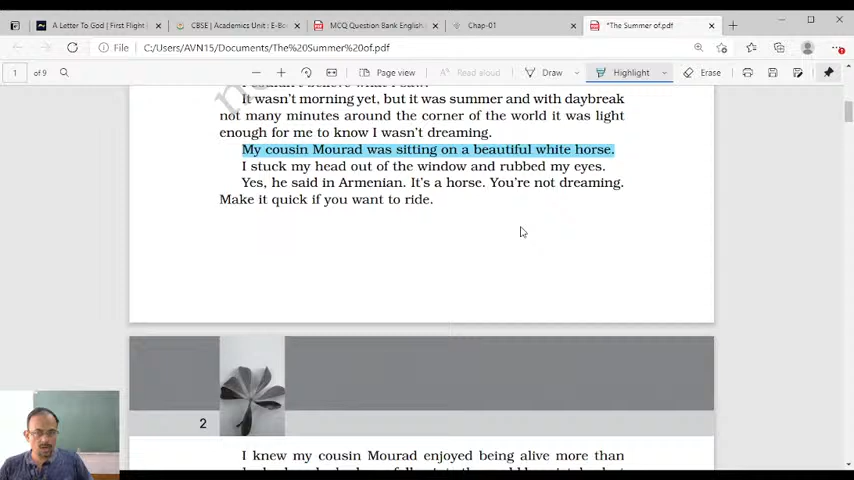 A Letter To God | First Flight
CBSE | Academics Unit : E-Bo
MCQ Question Bank English.
Chap-01
*The Summer of.pdf
File
C:/Users/AVN15/Documents/The%20Summer%20of.pdf
1 of 9
Page view
Read aloud
Draw
Highlight
Erase
It wasn't morning yet, but it was summer and with daybreak
not many minutes around the corner of the world it was light
enough for me to know I wasn't dreaming.
My cousin Mourad was sitting on a beautiful white horse.
I stuck my head out of the window and rubbed my eyes.
Yes, he said in Armenian. It's a horse. You're not dreaming.
Make it quick if you want to ride.
2
I knew my cousin Mourad enjoyed being alive more than